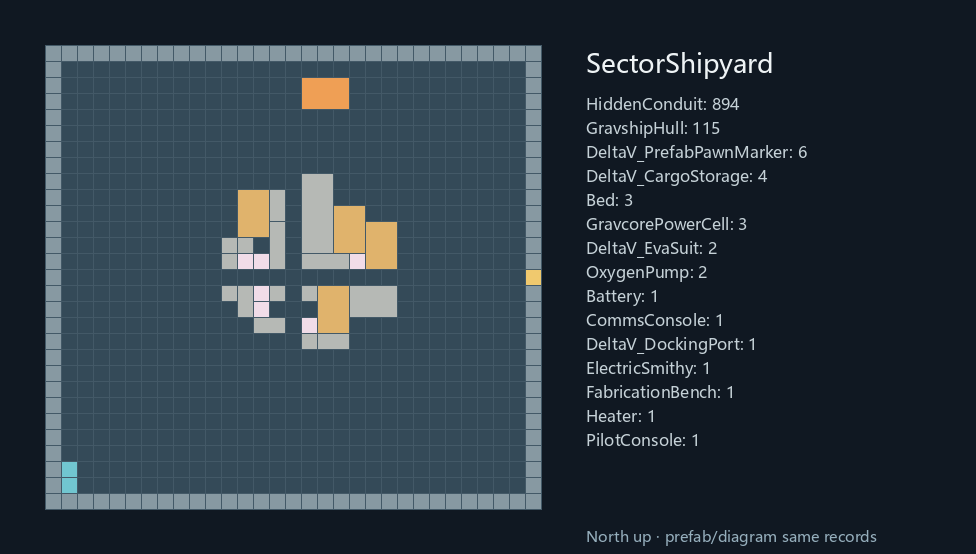 SectorShipyard
HiddenConduit: 894
GravshipHull: 115
DeltaV_PrefabPawnMarker: 6
DeltaV_CargoStorage: 4
Bed: 3
GravcorePowerCell: 3
DeltaV_EvaSuit: 2
OxygenPump: 2
Battery: 1
CommsConsole: 1
DeltaV_DockingPort: 1
ElectricSmithy: 1
FabricationBench: 1
Heater: 1
PilotConsole: 1
North up · prefab/diagram same records